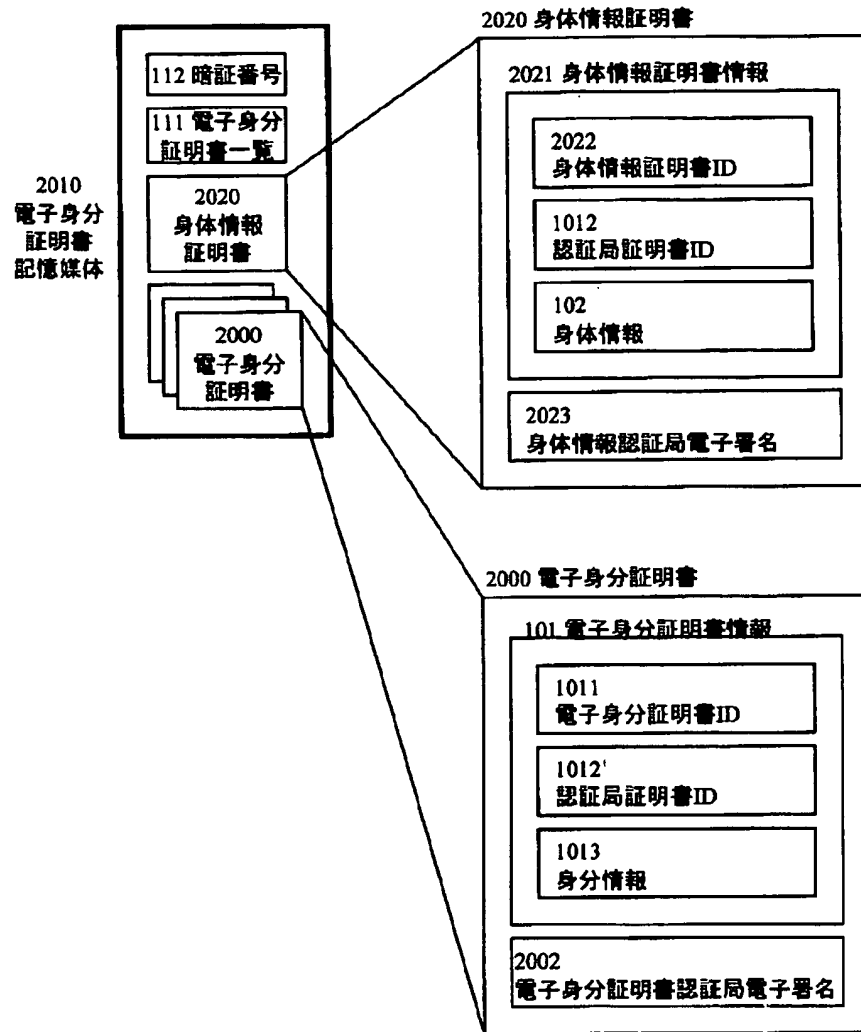 112 暗証番号
111 電子身分
証明書一覧
2020
身体情報
証明書
2010
電子身分
証明書
記憶媒体
2000
電子身分
証明書
2020 身体情報証明書
2021 身体情報証明書情報
2022
身体情報証明書ID
1012
認証局証明書ID
102
身体情報
2023
身体情報認証局電子署名
2000 電子身分証明書
101 電子身分証明書情報
1011
電子身分証明書ID
1012'
認証局証明書ID
1013
身分情報
2002
電子身分証明書認証局電子署名